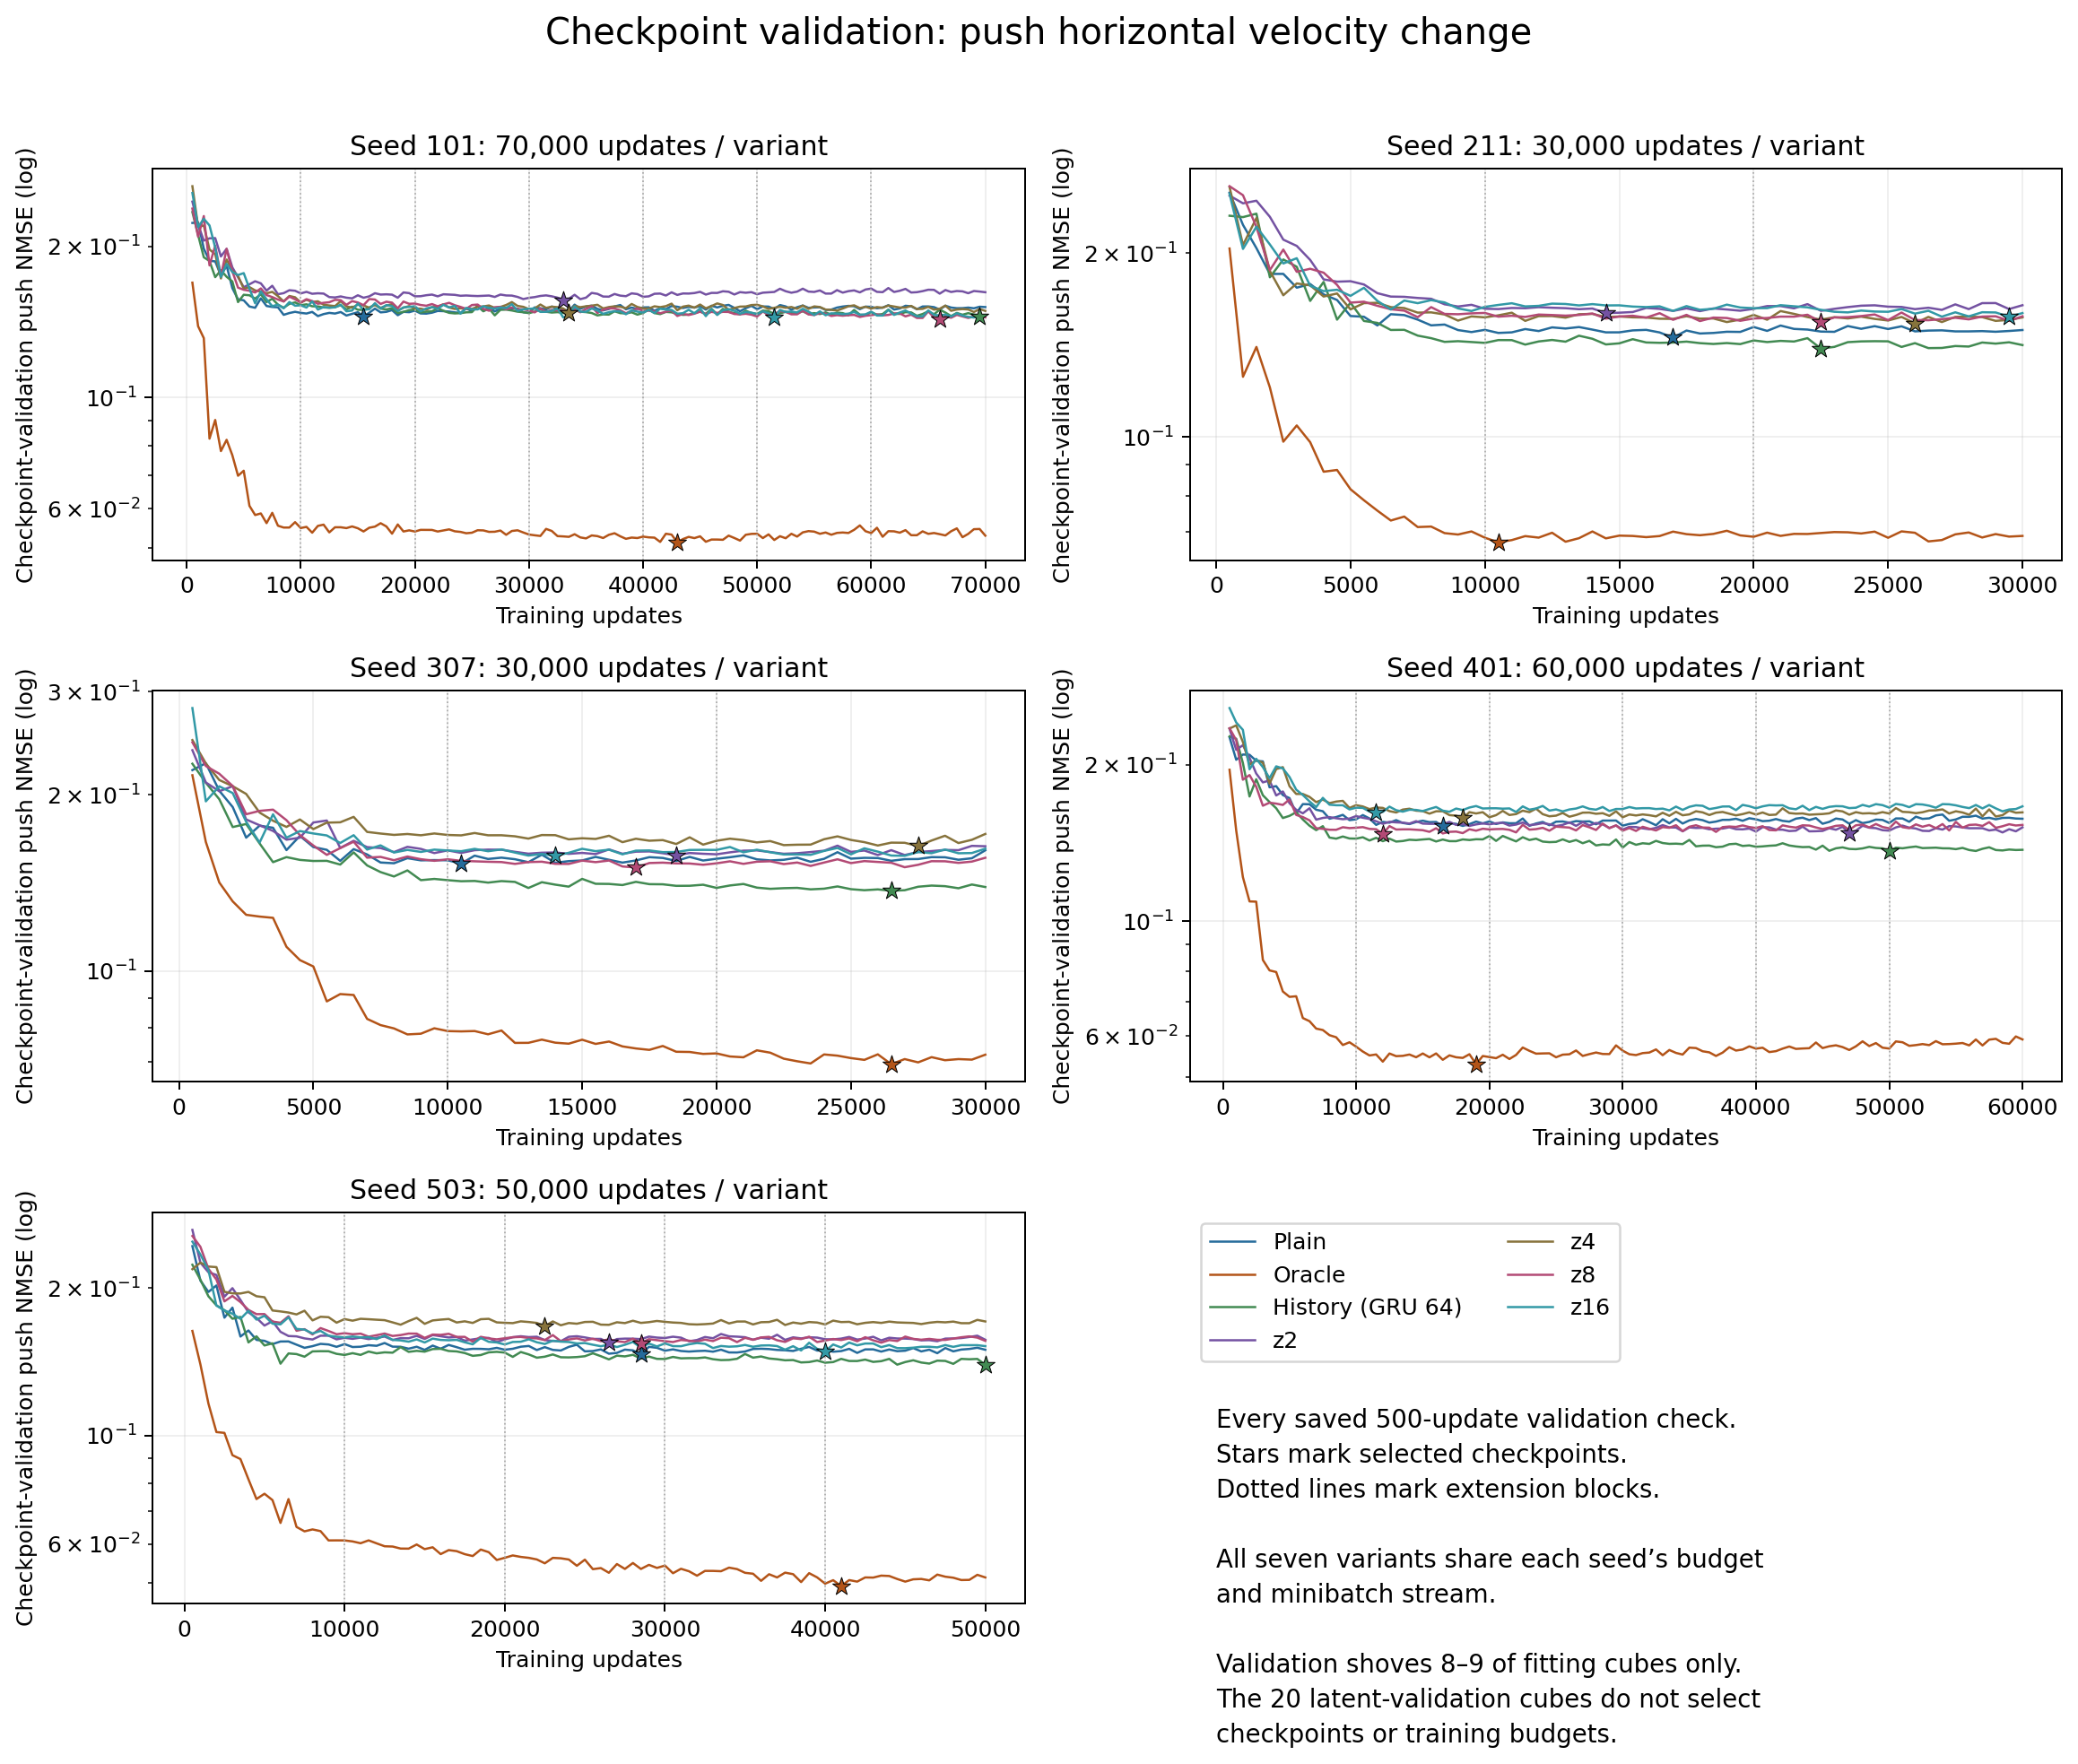 Checkpoint validation: push horizontal velocity change
Seed 101: 70,000 updates / variant
Checkpoint-validation push NMSE (log)
2 × 10⁻¹
10⁻¹
6 × 10⁻²
0 10000 20000 30000 40000 50000 60000 70000
Training updates
Seed 211: 30,000 updates / variant
Checkpoint-validation push NMSE (log)
2 × 10⁻¹
10⁻¹
0 5000 10000 15000 20000 25000 30000
Training updates
Seed 307: 30,000 updates / variant
Checkpoint-validation push NMSE (log)
3 × 10⁻¹
2 × 10⁻¹
10⁻¹
0 5000 10000 15000 20000 25000 30000
Training updates
Seed 401: 60,000 updates / variant
Checkpoint-validation push NMSE (log)
2 × 10⁻¹
10⁻¹
6 × 10⁻²
0 10000 20000 30000 40000 50000 60000
Training updates
Seed 503: 50,000 updates / variant
Checkpoint-validation push NMSE (log)
2 × 10⁻¹
10⁻¹
6 × 10⁻²
0 10000 20000 30000 40000 50000
Training updates
Plain
Oracle
History (GRU 64)
z2
z4
z8
z16
Every saved 500-update validation check.
Stars mark selected checkpoints.
Dotted lines mark extension blocks.
All seven variants share each seed’s budget
and minibatch stream.
Validation shoves 8–9 of fitting cubes only.
The 20 latent-validation cubes do not select
checkpoints or training budgets.